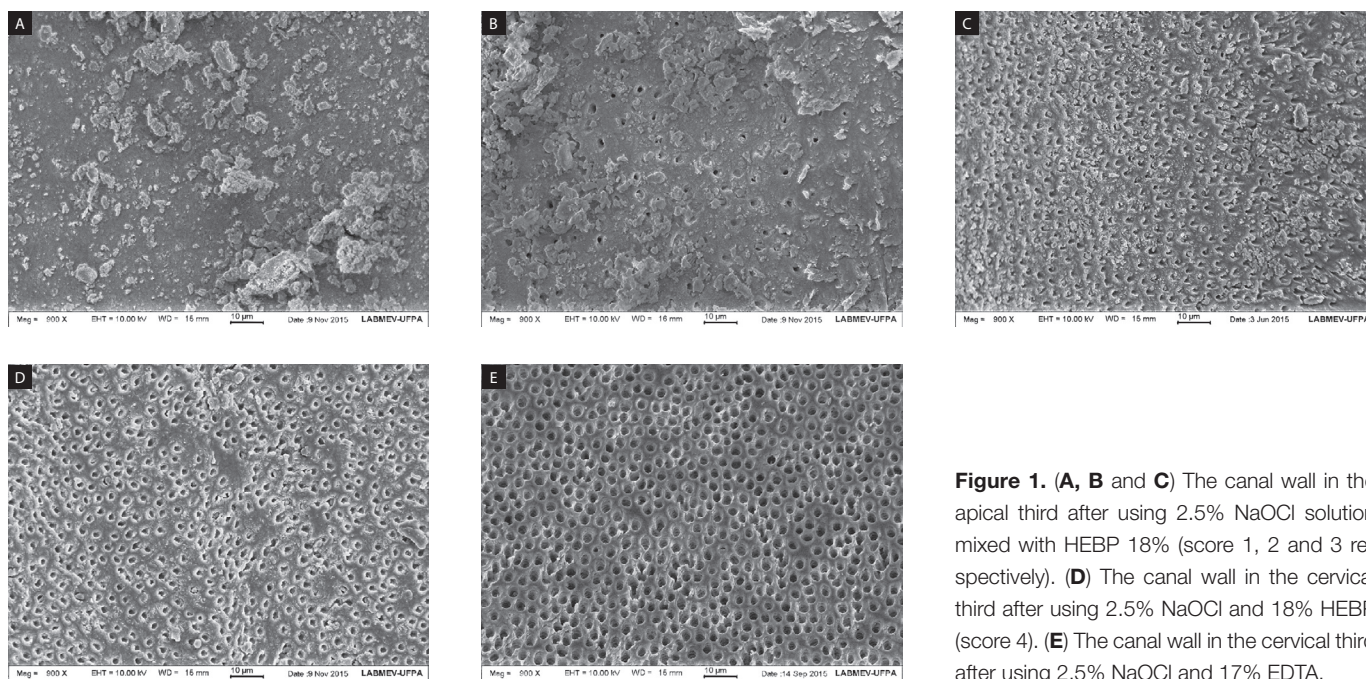 A
B
C
Mag = 900 X EHT = 10.00 kV WD = 15 mm 10 µm Date :9 Nov 2015 LABMEV-UFPA
Mag = 900 X EHT = 10.00 kV WD = 16 mm 10 µm Date :9 Nov 2015 LABMEV-UFPA
Mag = 900 X EHT = 10.00 kV WD = 15 mm 10 µm Date :3 Jun 2015 LABMEV-UFPA
D
E
Mag = 900 X EHT = 10.00 kV WD = 15 mm 10 µm Date :9 Nov 2015 LABMEV-UFPA
Mag = 900 X EHT = 10.00 kV WD = 16 mm 10 µm Date :14 Sep 2015 LABMEV-UFPA
Figure 1. (A, B and C) The canal wall in the
apical third after using 2.5% NaOCl solution
mixed with HEBP 18% (score 1, 2 and 3 re
spectively). (D) The canal wall in the cervica
third after using 2.5% NaOCl and 18% HEBP
(score 4). (E) The canal wall in the cervical third
after using 2.5% NaOCl and 17% EDTA.